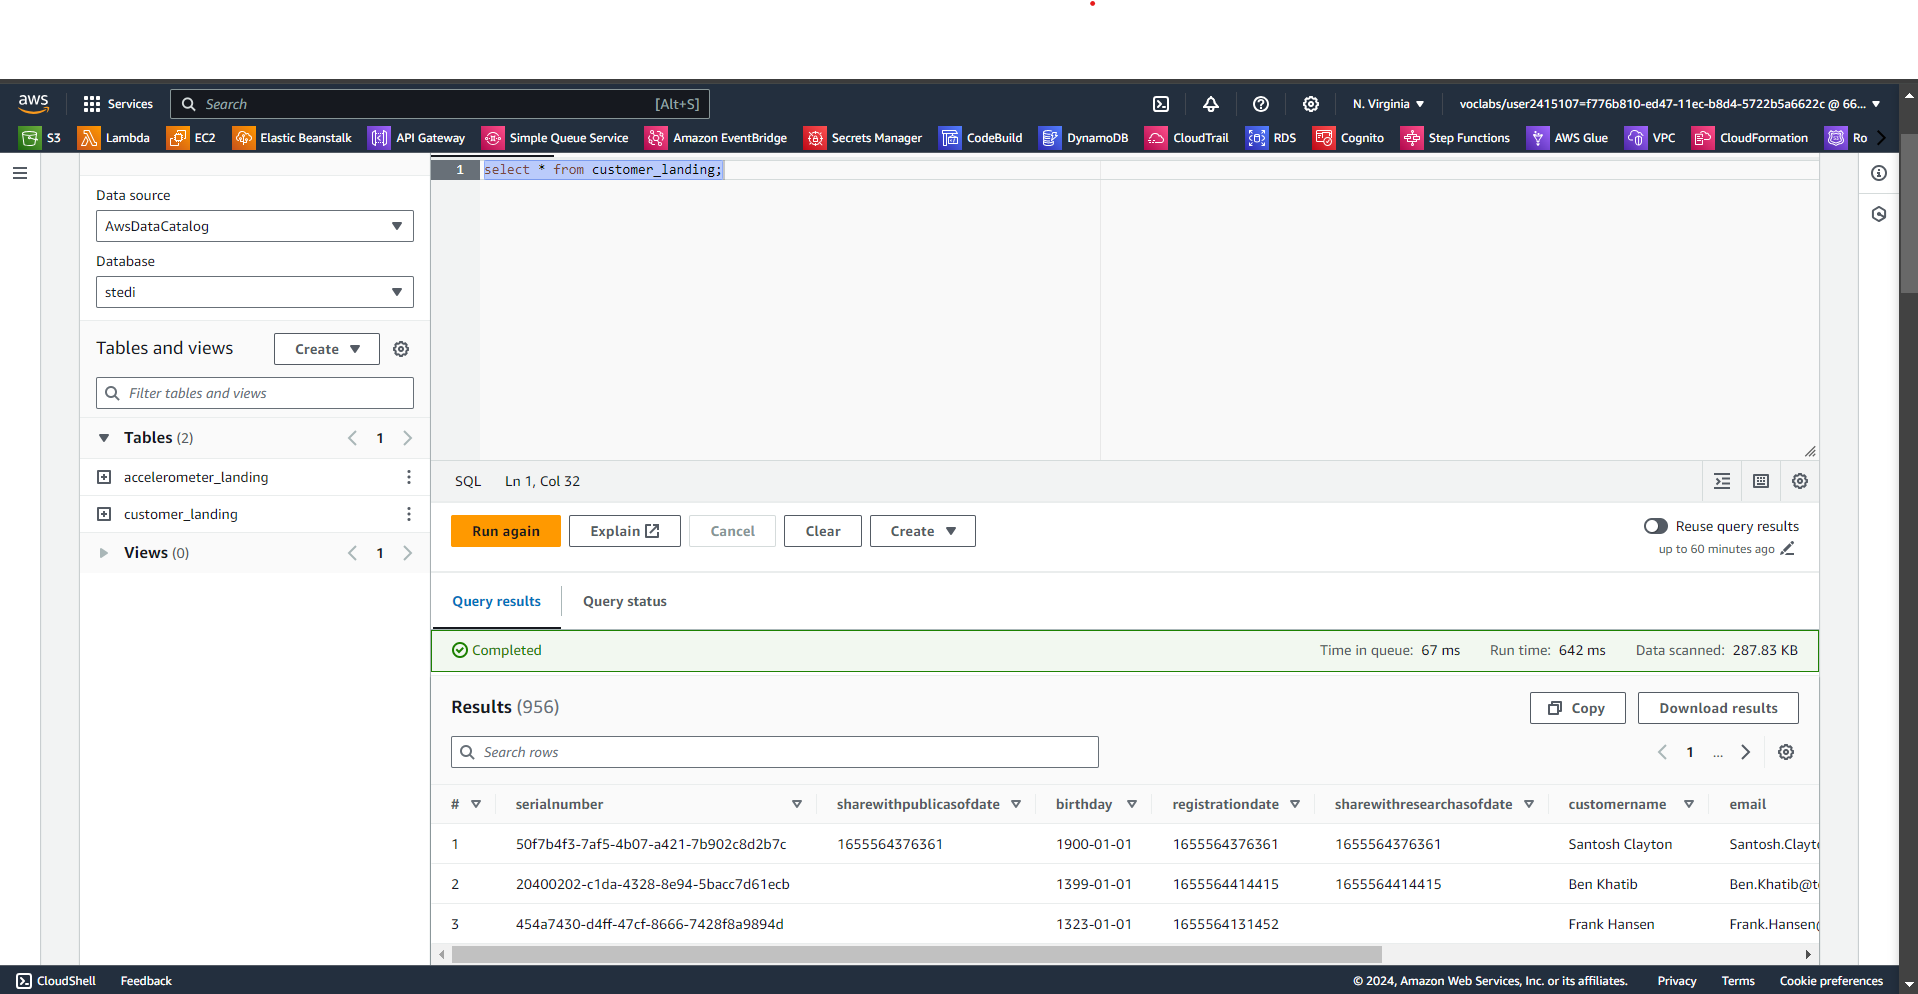 aws Services Search [Alt+S] N. Virginia voclabs/user2415107=f776b810-ed47-11ec-b8d4-5722b5a6622c @ 66...
S3 Lambda EC2 Elastic Beanstalk API Gateway Simple Queue Service Amazon EventBridge Secrets Manager CodeBuild DynamoDB CloudTrail RDS Cognito Step Functions AWS Glue VPC CloudFormation Ro
Data source
AwsDataCatalog
Database
stedi
Tables and views Create
Filter tables and views
Tables (2) 1
accelerometer_landing
customer_landing
Views (0) 1
1 select * from customer_landing;
SQL Ln 1, Col 32
Run again Explain Cancel Clear Create
Reuse query results
up to 60 minutes ago
Query results Query status
Completed Time in queue: 67 ms Run time: 642 ms Data scanned: 287.83 KB
Results (956) Copy Download results
Search rows 1 ...
# serialnumber sharewithpublicasofdate birthday registrationdate sharewithresearchasofdate customername email
1 50f7b4f3-7af5-4b07-a421-7b902c8d2b7c 1655564376361 1900-01-01 1655564376361 1655564376361 Santosh Clayton Santosh.Clayto
2 20400202-c1da-4328-8e94-5bacc7d61ecb 1399-01-01 1655564414415 1655564414415 Ben Khatib Ben.Khatib@t
3 454a7430-d4ff-47cf-8666-7428f8a9894d 1323-01-01 1655564131452 Frank Hansen Frank.Hansen@
CloudShell Feedback © 2024, Amazon Web Services, Inc. or its affiliates. Privacy Terms Cookie preferences